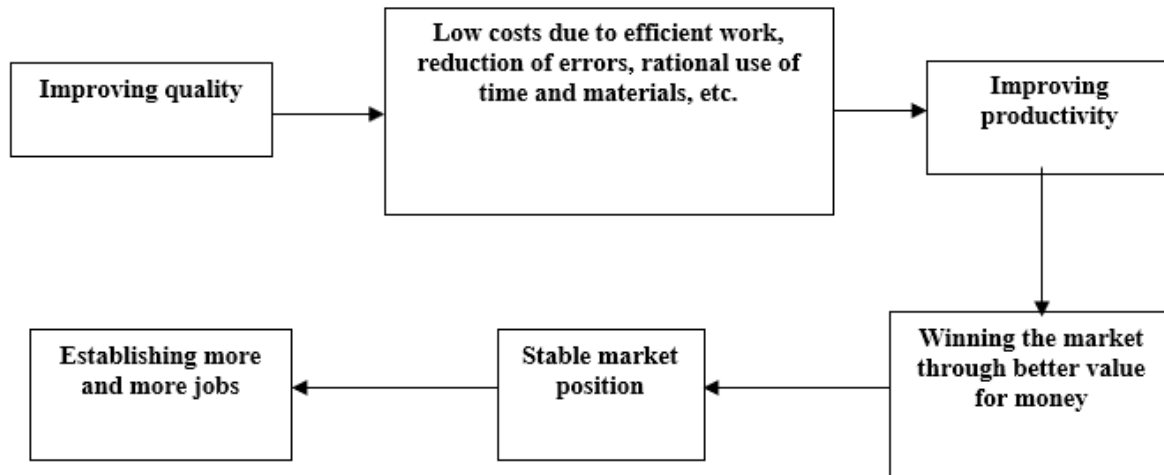 Improving quality
Low costs due to efficient work,
reduction of errors, rational use of
time and materials, etc.
Improving
productivity
Winning the market
through better value
for money
Stable market
position
Establishing more
and more jobs